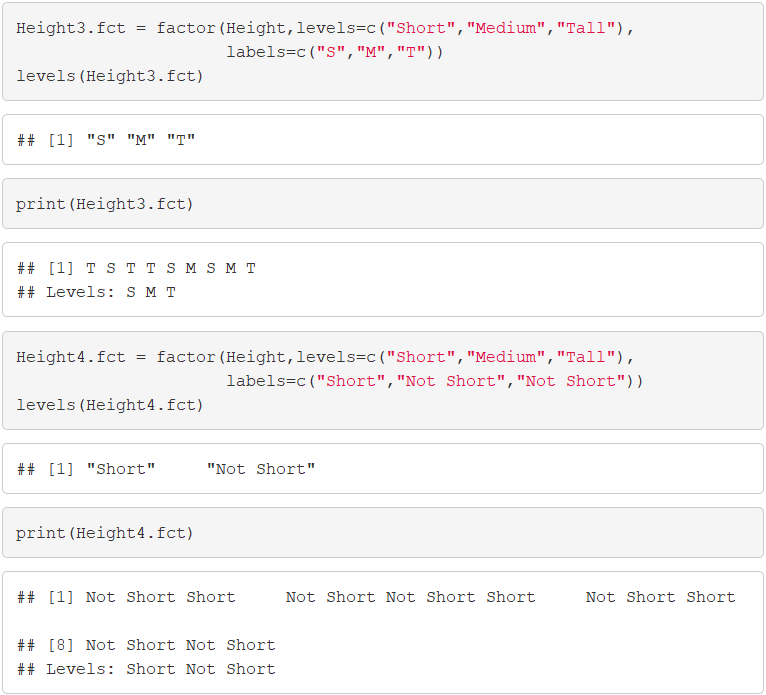 Height3.fct = factor(Height,levels=c("Short","Medium","Tall"),
                     labels=c("S","M","T"))
levels(Height3.fct)
## [1] "S" "M" "T"
print(Height3.fct)
## [1] T S T T S M S M T
## Levels: S M T
Height4.fct = factor(Height,levels=c("Short","Medium","Tall"),
                     labels=c("Short","Not Short","Not Short"))
levels(Height4.fct)
## [1] "Short"     "Not Short"
print(Height4.fct)
## [1] Not Short Short     Not Short Not Short Short     Not Short Short
## [8] Not Short Not Short
## Levels: Short Not Short